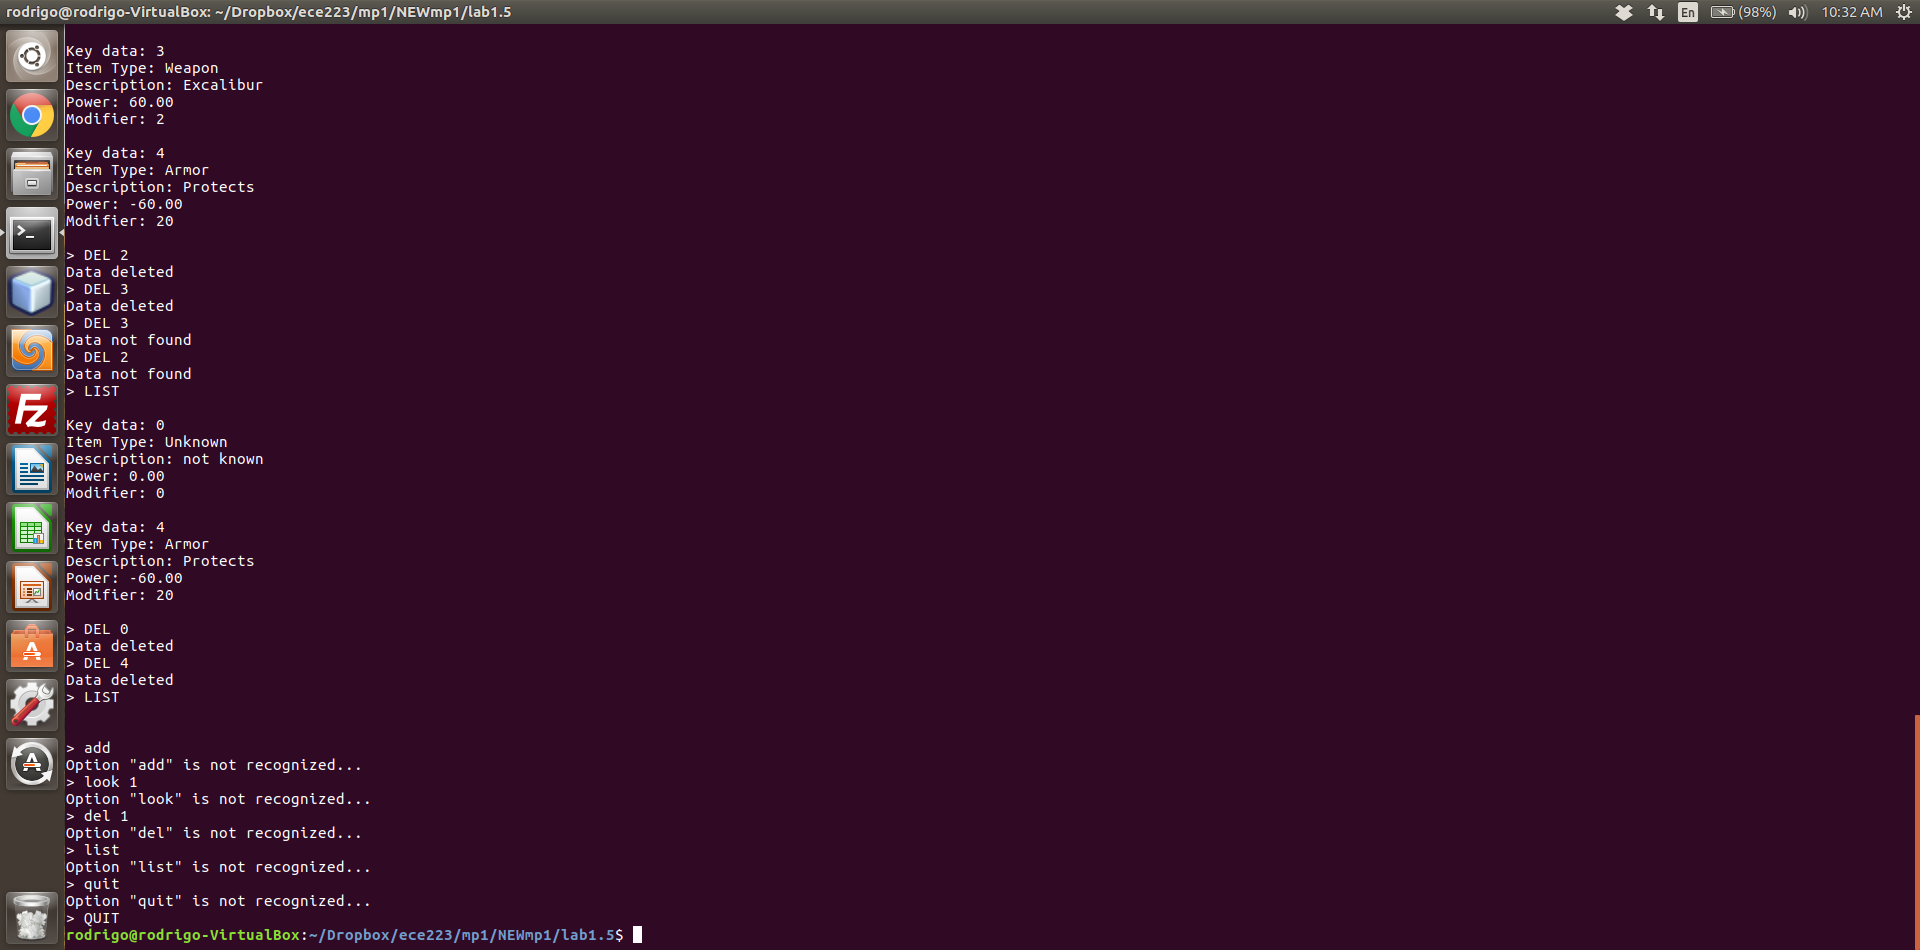 rodrigo@rodrigo-VirtualBox: ~/Dropbox/ece223/mp1/NEWmp1/lab1.5
En (98%) 10:32 AM
Key data: 3
Item Type: Weapon
Description: Excalibur
Power: 60.00
Modifier: 2
Key data: 4
Item Type: Armor
Description: Protects
Power: -60.00
Modifier: 20
> DEL 2
Data deleted
> DEL 3
Data deleted
> DEL 3
Data not found
> DEL 2
Data not found
> LIST
Key data: 0
Item Type: Unknown
Description: not known
Power: 0.00
Modifier: 0
Key data: 4
Item Type: Armor
Description: Protects
Power: -60.00
Modifier: 20
> DEL 0
Data deleted
> DEL 4
Data deleted
> LIST
> add
Option "add" is not recognized...
> look 1
Option "look" is not recognized...
> del 1
Option "del" is not recognized...
> list
Option "list" is not recognized...
> quit
Option "quit" is not recognized...
> QUIT
rodrigo@rodrigo-VirtualBox:~/Dropbox/ece223/mp1/NEWmp1/lab1.5$